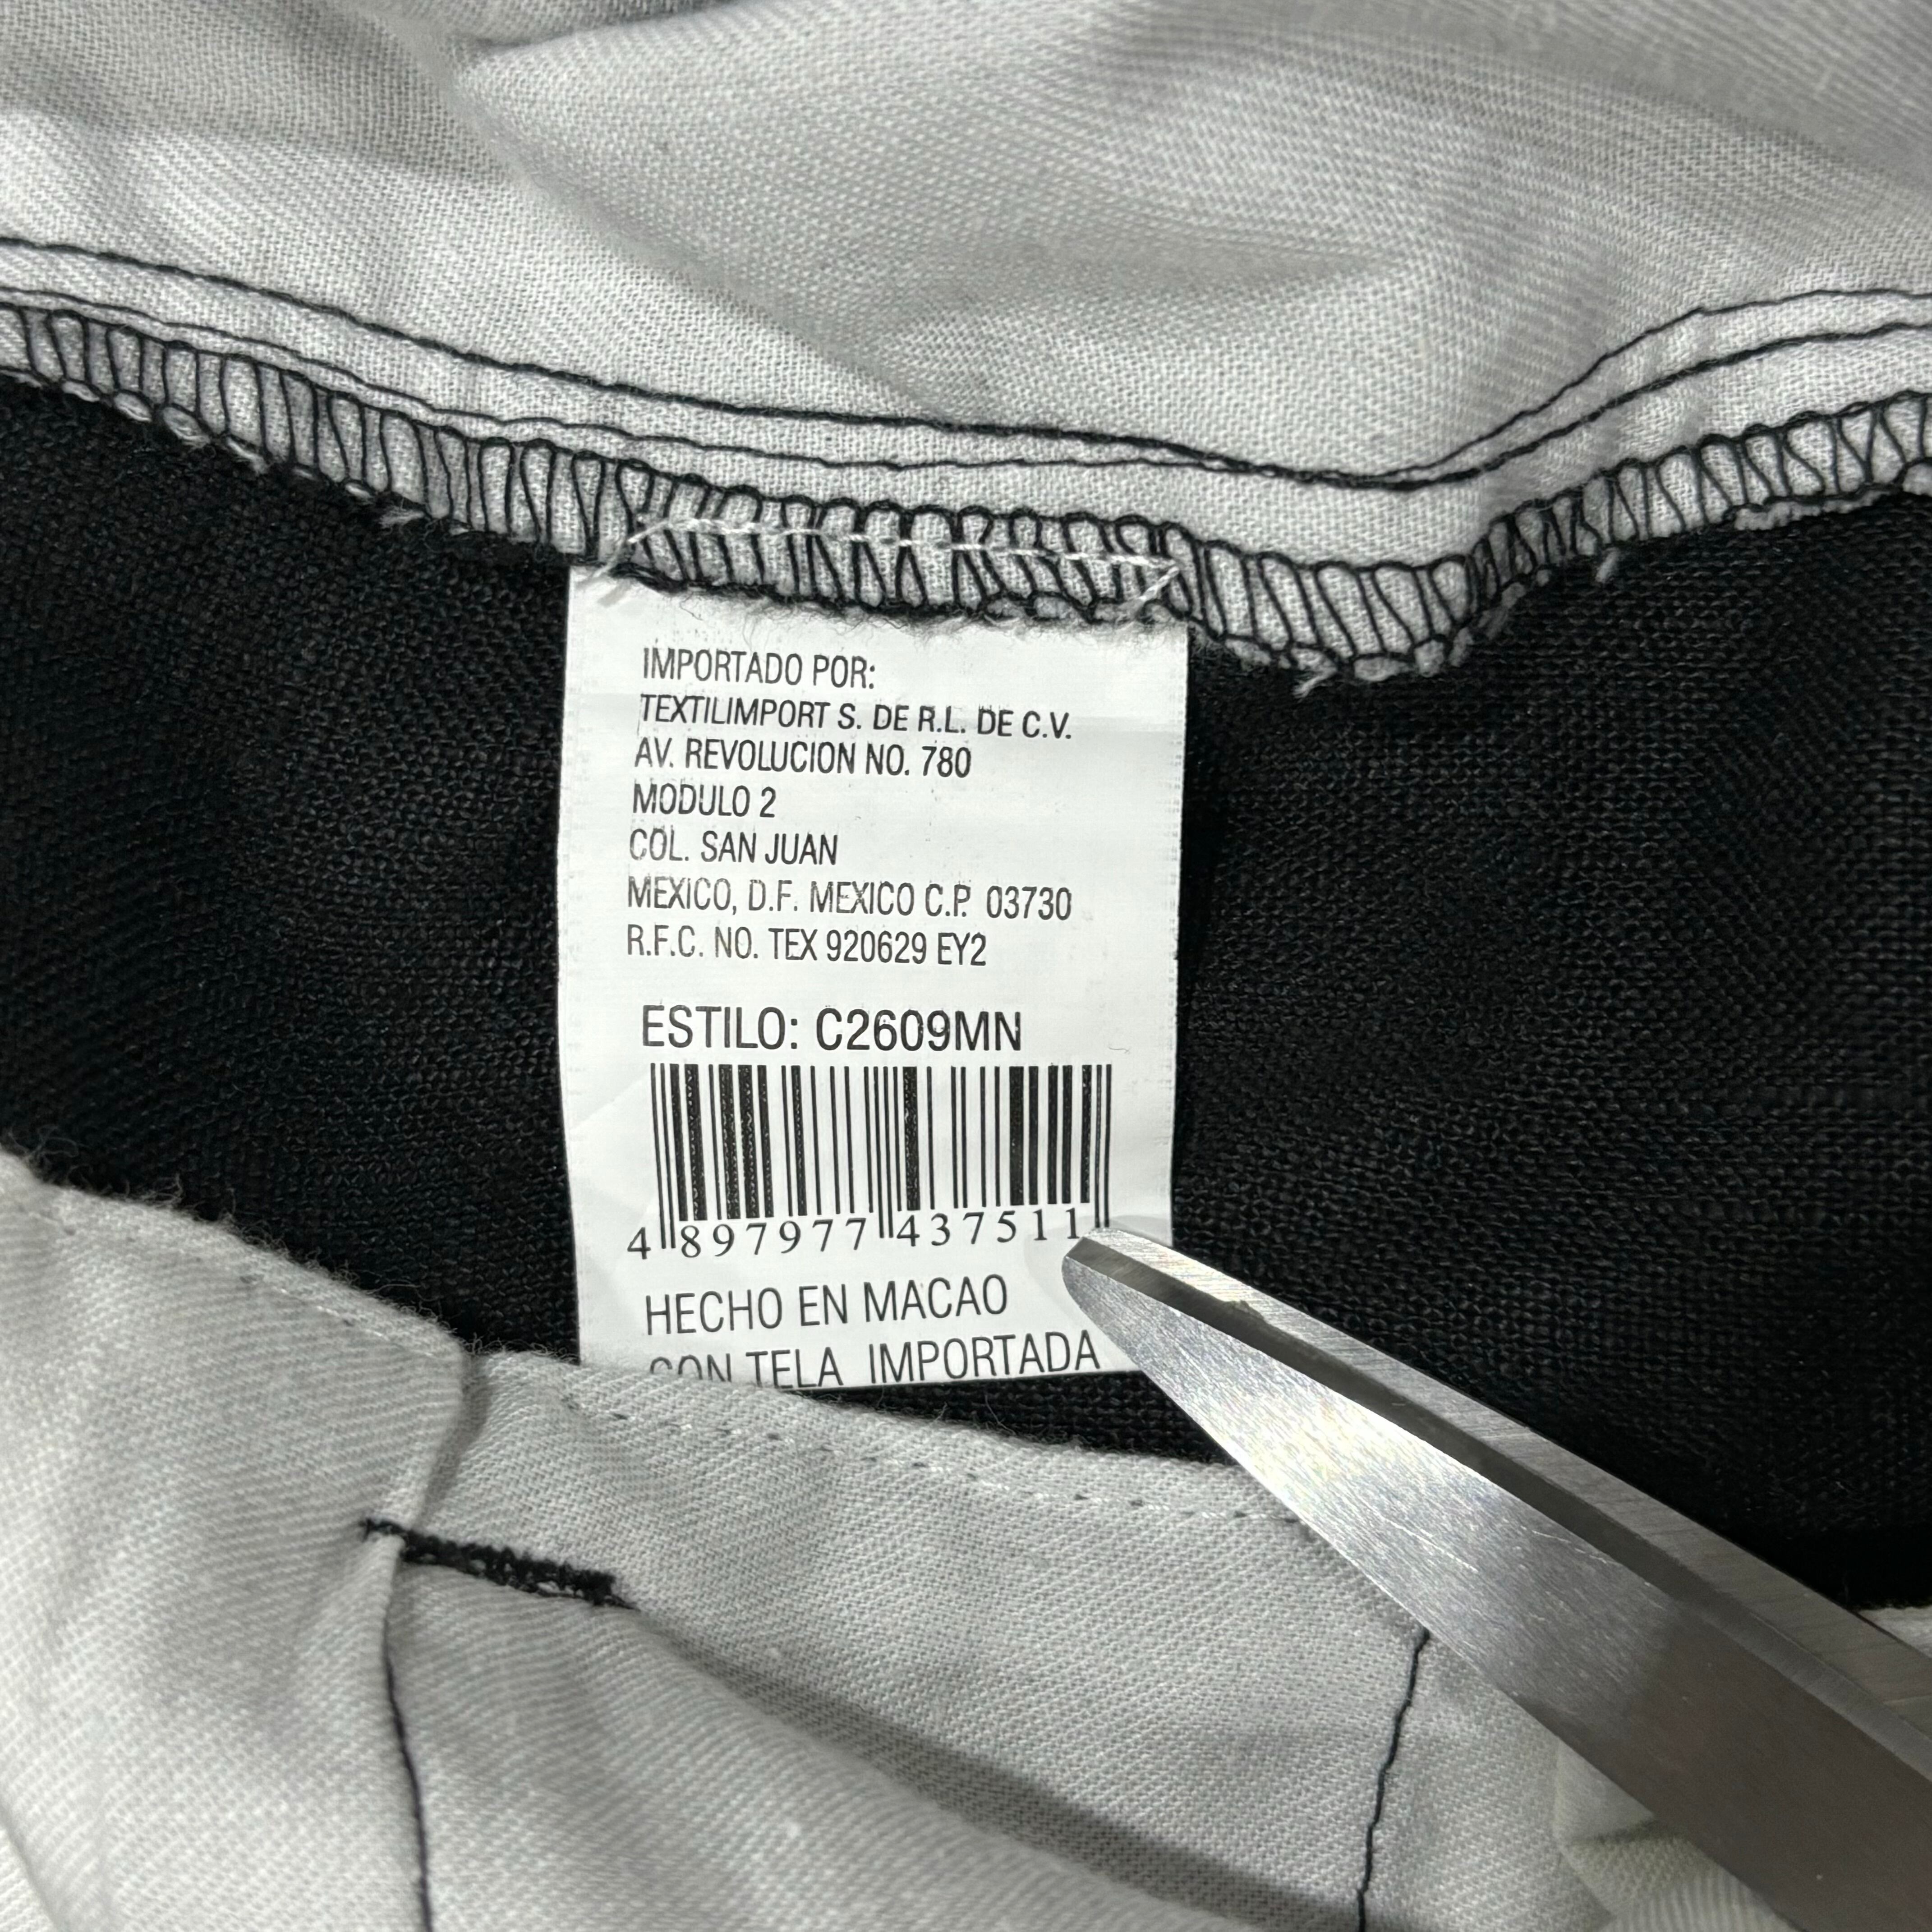 IMPORTADO POR:
TEXTILIMPORT S. DE R.L. DE C.V.
AV. REVOLUCION NO. 780
MODULO 2
COL. SAN JUAN
MEXICO, D.F. MEXICO C.P. 03730
R.F.C. NO. TEX 920629 EY2
ESTILO: C2609MN
4 897977 437511
HECHO EN MACAO
CON TELA IMPORTADA